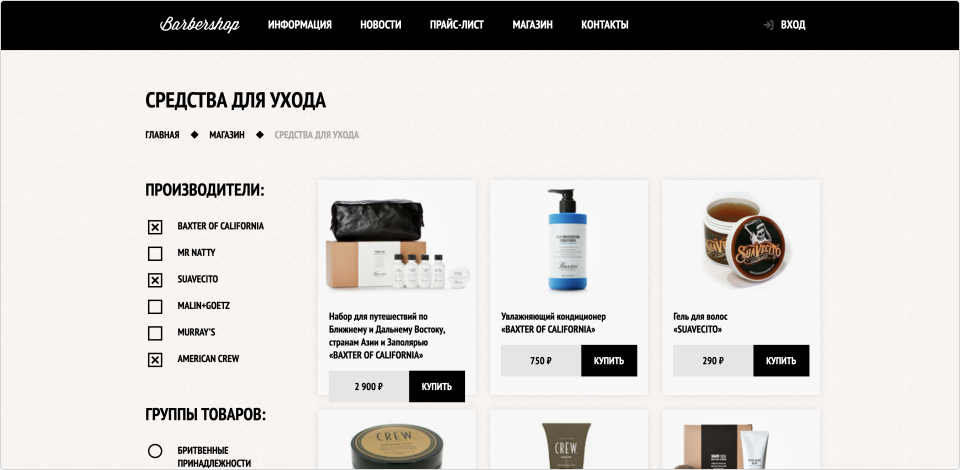 Barbershop ИНФОРМАЦИЯ НОВОСТИ ПРАЙС-ЛИСТ МАГАЗИН КОНТАКТЫ ВХОД
СРЕДСТВА ДЛЯ УХОДА
ГЛАВНАЯ МАГАЗИН СРЕДСТВА ДЛЯ УХОДА
ПРОИЗВОДИТЕЛИ:
BAXTER OF CALIFORNIA
MR NATTY
SUAVECITO
MALIN+GOETZ
MURRAY'S
AMERICAN CREW
ГРУППЫ ТОВАРОВ:
БРИТВЕННЫЕ
ПРИНАДЛЕЖНОСТИ
Набор для путешествий по
Ближнему и Дальнему Востоку,
странам Азии и Заполярью
«BAXTER OF CALIFORNIA»
2 900 ₽ КУПИТЬ
Увлажняющий кондиционер
«BAXTER OF CALIFORNIA»
750 ₽ КУПИТЬ
SUAVECITO
Гель для волос
«SUAVECITO»
290 ₽ КУПИТЬ
CREW
CREW